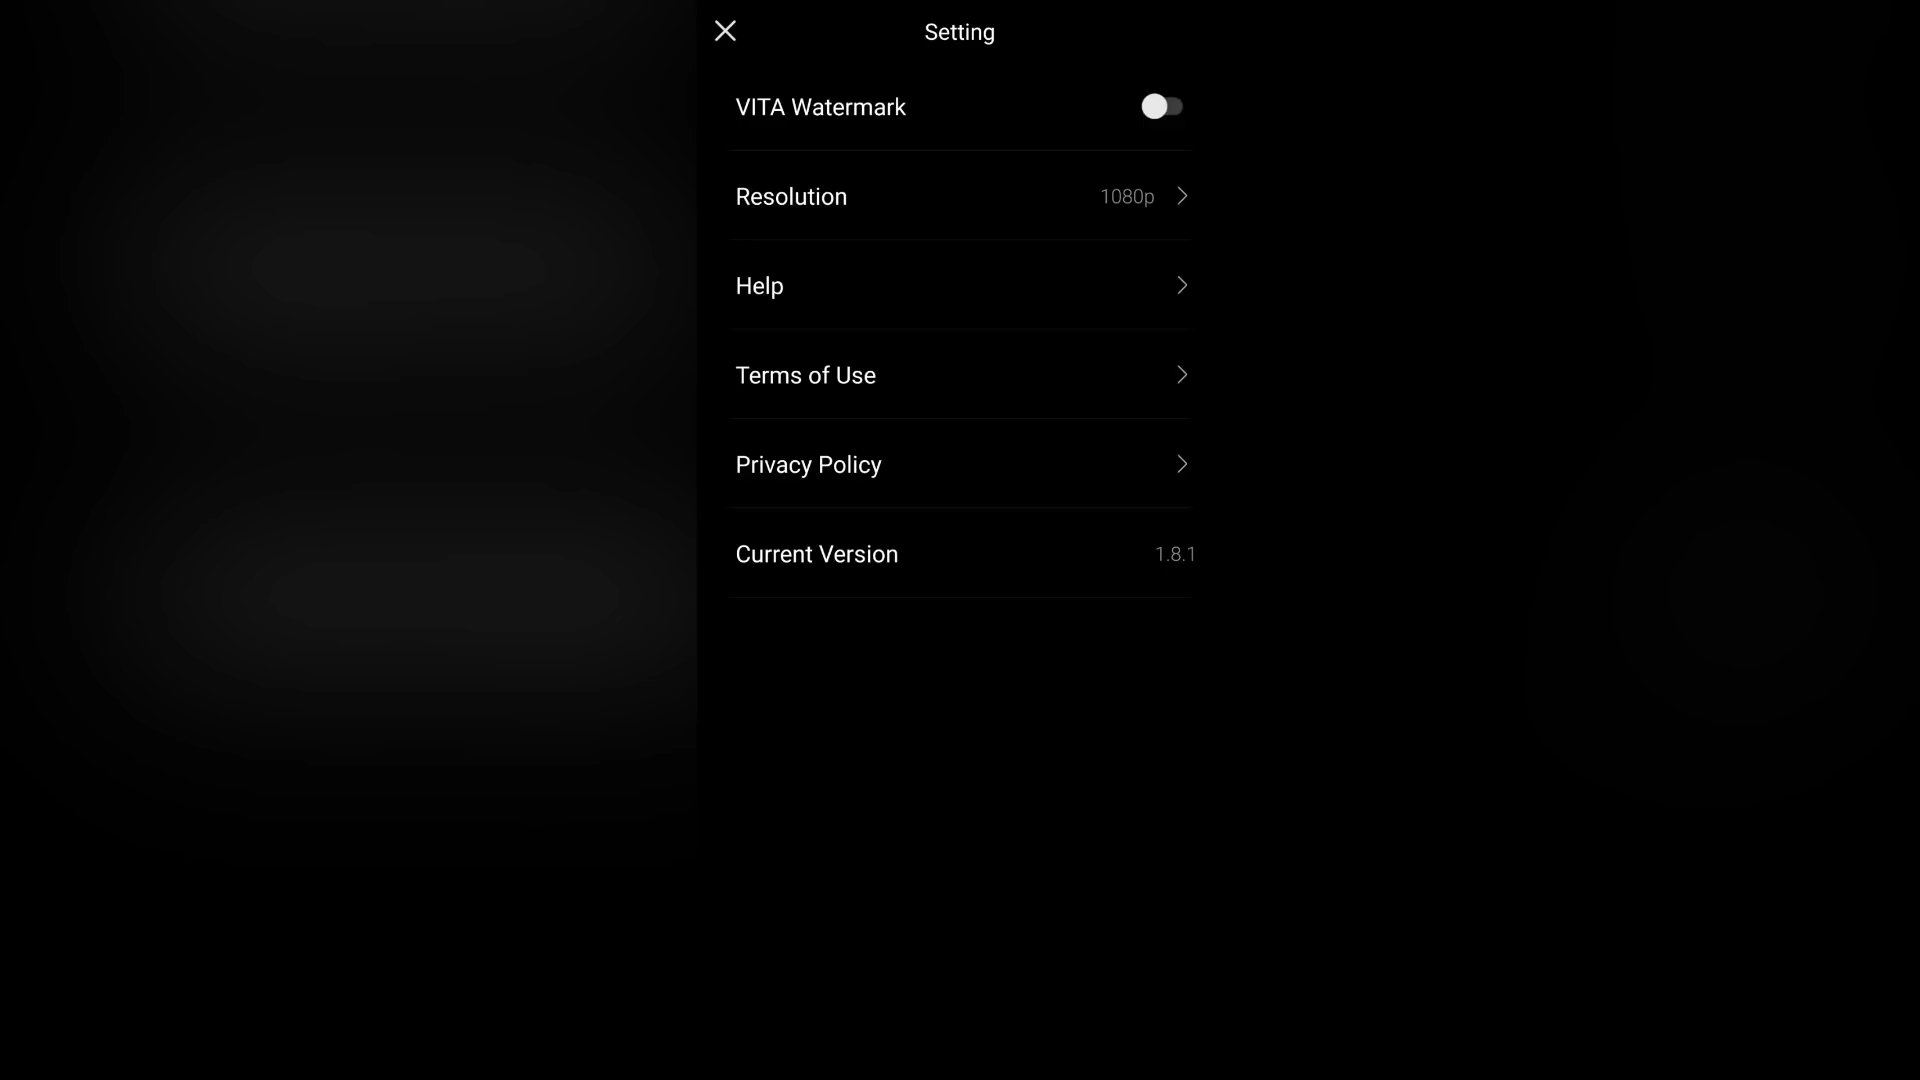 Setting
VITA Watermark
Resolution 1080p
Help
Terms of Use
Privacy Policy
Current Version 1.8.1